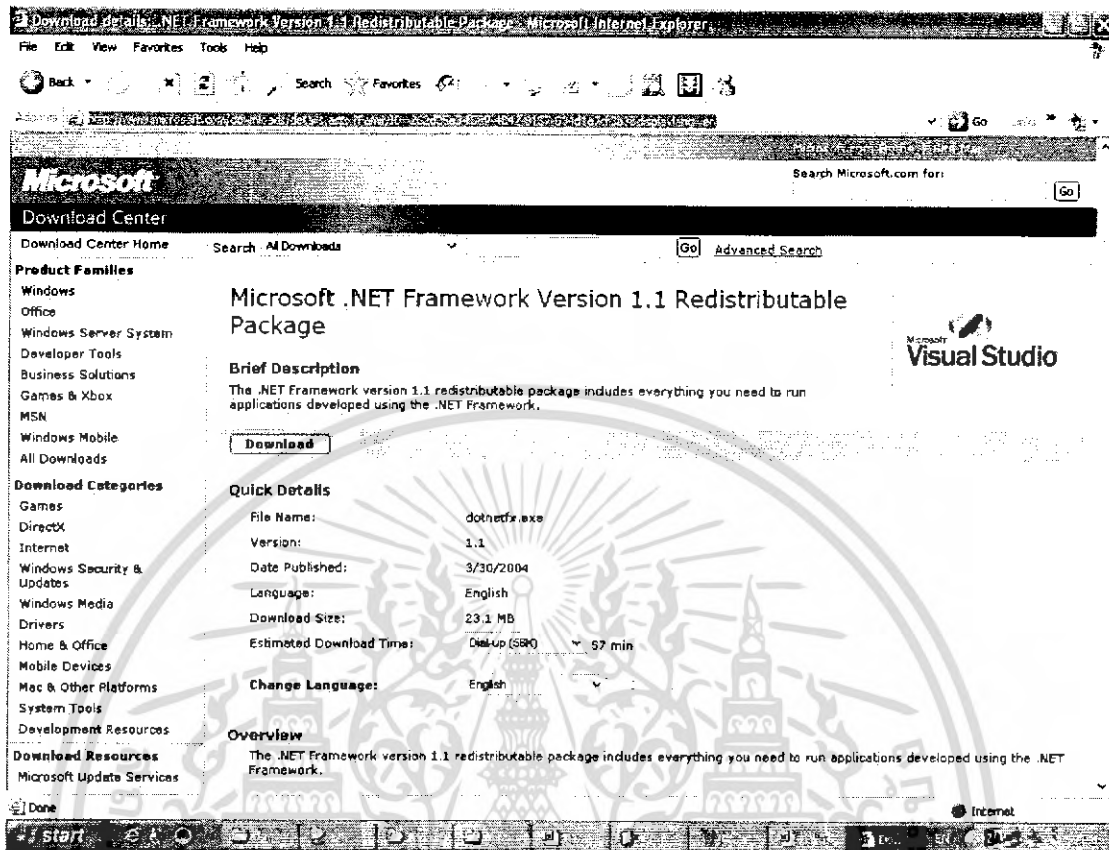 Download details: .NET Framework Version 1.1 Redistributable Package - Microsoft Internet Explorer
File Edit View Favorites Tools Help
Back Search Favorites
Go
Microsoft
Search Microsoft.com for:
Go
Download Center
Download Center Home
Search All Downloads Go Advanced Search
Product Families
Windows
Office
Windows Server System
Developer Tools
Business Solutions
Games & Xbox
MSN
Windows Mobile
All Downloads
Download Categories
Games
DirectX
Internet
Windows Security & Updates
Windows Media
Drivers
Home & Office
Mobile Devices
Mac & Other Platforms
System Tools
Development Resources
Download Resources
Microsoft Update Services
Microsoft .NET Framework Version 1.1 Redistributable
Package
Microsoft
Visual Studio
Brief Description
The .NET Framework version 1.1 redistributable package includes everything you need to run
applications developed using the .NET Framework.
Download
Quick Details
File Name: dotnetfx.exe
Version: 1.1
Date Published: 3/30/2004
Language: English
Download Size: 23.1 MB
Estimated Download Time: Dial-up (56K) 57 min
Change Language: English
Overview
The .NET Framework version 1.1 redistributable package includes everything you need to run applications developed using the .NET
Framework.
Done
Internet
start